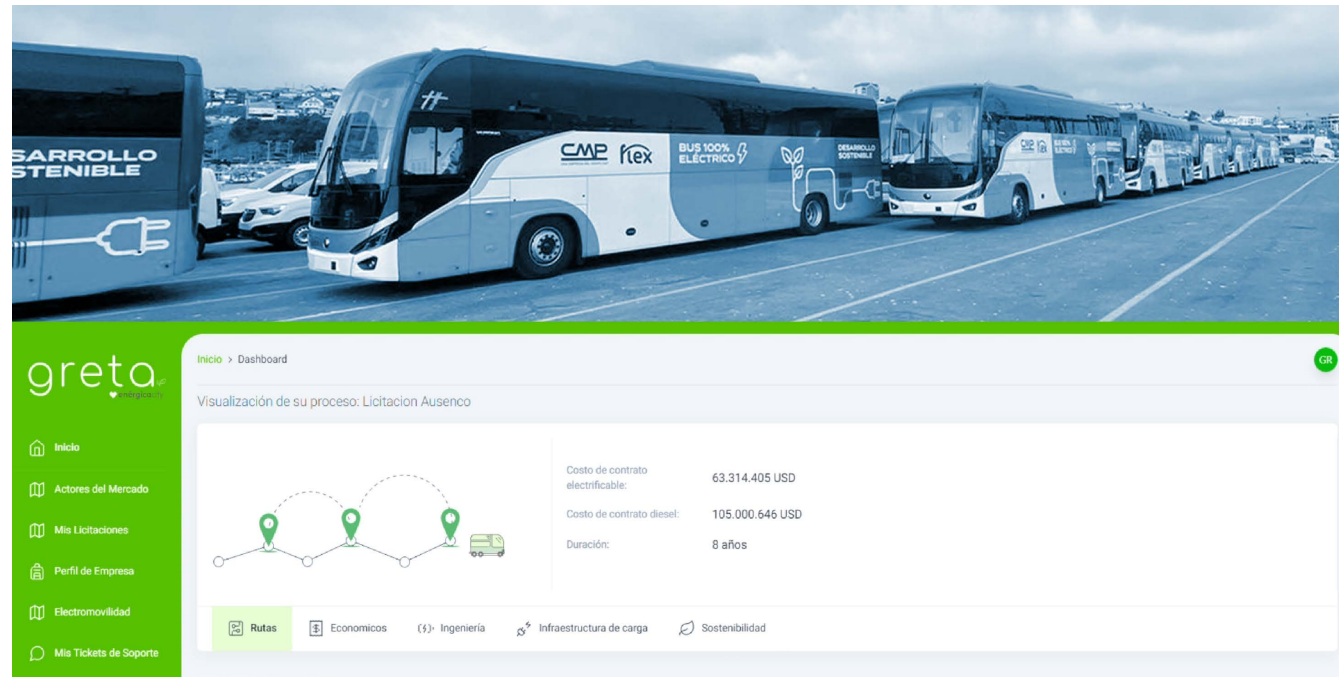 SARROLLO
STENIBLE
CMP flex
BUS 100%
ELÉCTRICO
DESARROLLO
SOSTENIBLE
CMP flex
greta
enérgicacity
GR
Inicio > Dashboard
Visualización de su proceso: Licitacion Ausenco
Inicio
Actores del Mercado
Mis Licitaciones
Perfil de Empresa
Electromovilidad
Mis Tickets de Soporte
Costo de contrato
electrificable:
63.314.405 USD
Costo de contrato diesel:
105.000.646 USD
Duración:
8 años
Rutas
Economicos
Ingeniería
Infraestructura de carga
Sostenibilidad